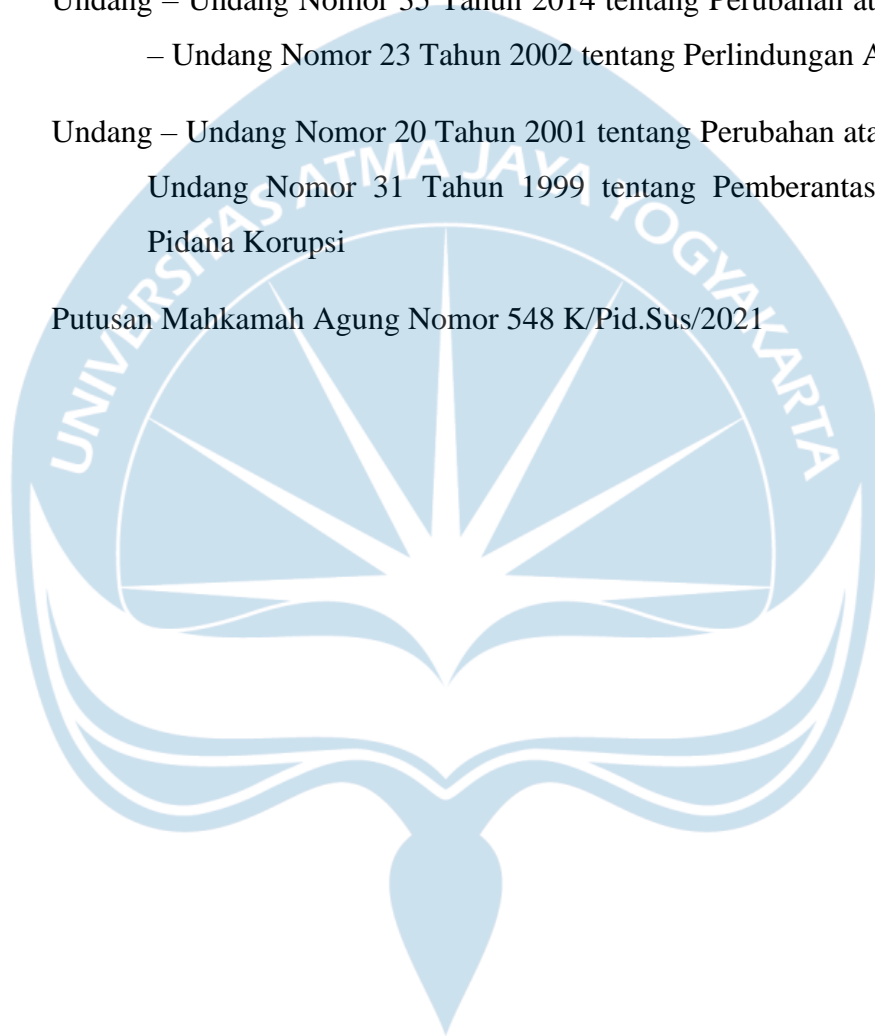 Undang – Undang Nomor 35 Tahun 2014 tentang Perubahan at
– Undang Nomor 23 Tahun 2002 tentang Perlindungan A
Undang – Undang Nomor 20 Tahun 2001 tentang Perubahan ata
Undang Nomor 31 Tahun 1999 tentang Pemberantas
Pidana Korupsi
Putusan Mahkamah Agung Nomor 548 K/Pid.Sus/2021
UNIVERSITAS ATMA JAYA YOGYAKARTA